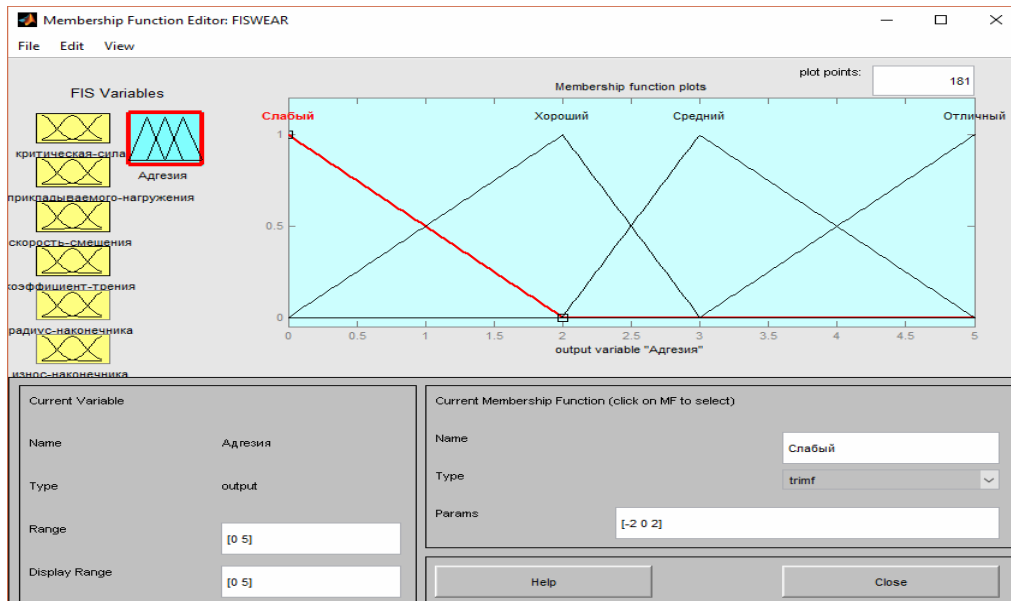 Membership Function Editor: FISWEAR
File Edit View
FIS Variables
критическая-сила
прикладываемого-нагружения
скорость-смешения
коэффициент-трения
радиус-наконечника
износ-наконечника
Адгезия
plot points:
181
Membership function plots
Слабый
Хороший
Средний
Отличный
1
0.5
0
0 0.5 1 1.5 2 2.5 3 3.5 4 4.5 5
output variable "Адгезия"
Current Variable
Name Адгезия
Type output
Range [0 5]
Display Range [0 5]
Current Membership Function (click on MF to select)
Name Слабый
Type trimf
Params [-2 0 2]
Help
Close